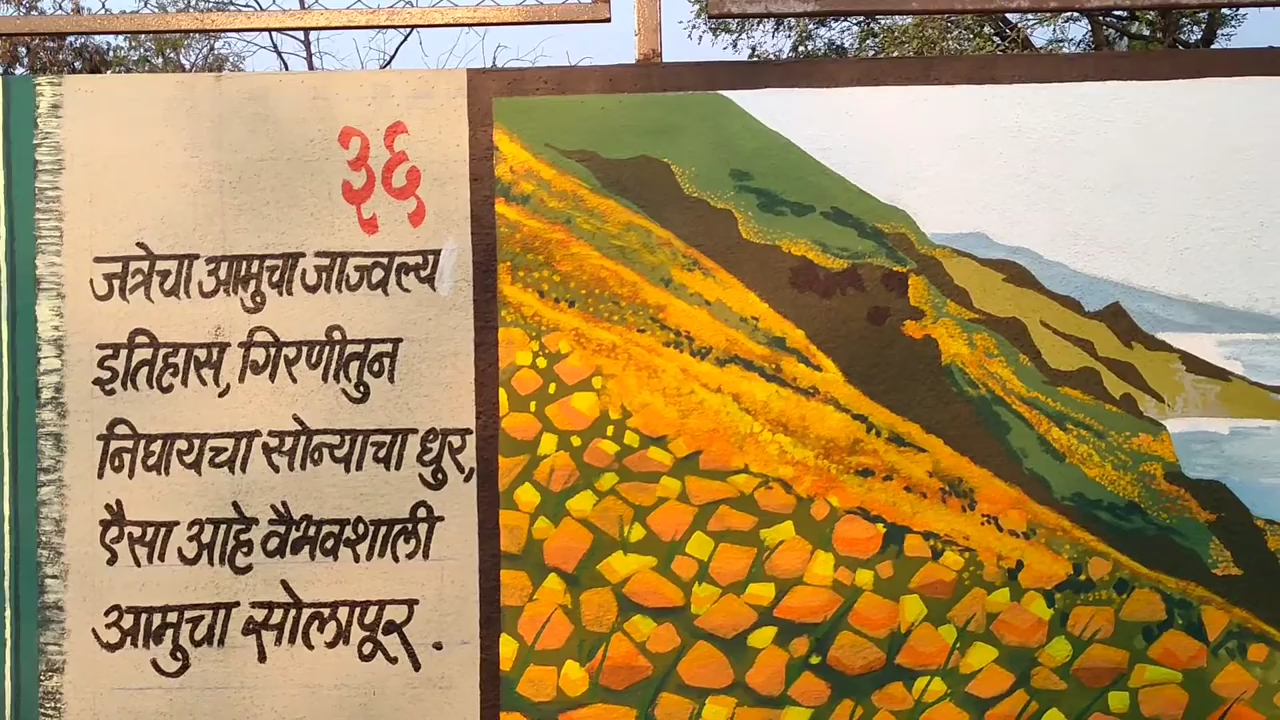 ३६
जत्रेचा आमुचा जाज्वल्य
इतिहास, गिरणीतुन
निघायचा सोन्याचा धुर,
ऐसा आहे वैभवशाली
आमुचा सोलापूर.